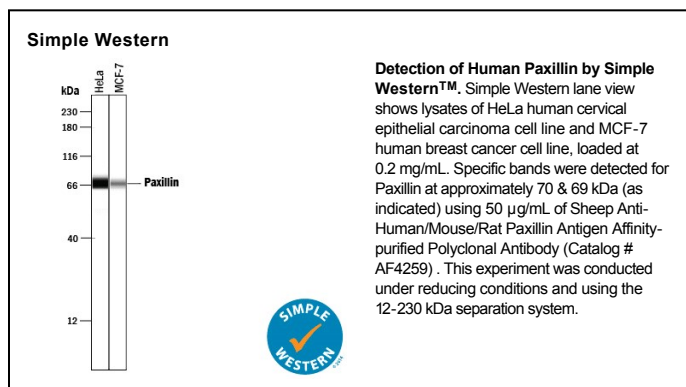 Simple Western
HeLa
MCF-7
kDa
230
180
116
66
Paxillin
40
12
SIMPLE
WESTERN
Detection of Human Paxillin by Simple
Western™. Simple Western lane view
shows lysates of HeLa human cervical
epithelial carcinoma cell line and MCF-7
human breast cancer cell line, loaded at
0.2 mg/mL. Specific bands were detected for
Paxillin at approximately 70 & 69 kDa (as
indicated) using 50 µg/mL of Sheep Anti-
Human/Mouse/Rat Paxillin Antigen Affinity-
purified Polyclonal Antibody (Catalog #
AF4259) . This experiment was conducted
under reducing conditions and using the
12-230 kDa separation system.